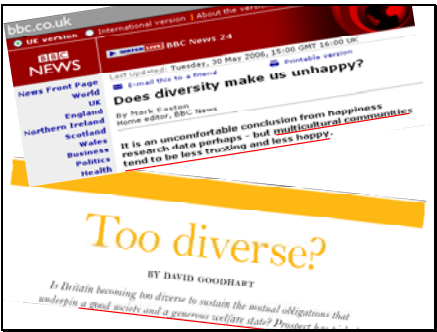 bbc.co.uk
UK version International version | About the version
BBC NEWS WATCH LIVE BBC News 24
Last Updated: Tuesday, 30 May 2006, 15:00 GMT 16:00 UK
E-mail this to a friend Printable version
Does diversity make us unhappy?
By Mark Easton
Home editor, BBC News
News Front Page
World
UK
England
Northern Ireland
Scotland
Wales
Business
Politics
Health
It is an uncomfortable conclusion from happiness
research data perhaps - but multicultural communities
tend to be less trusting and less happy.
Too diverse?
BY DAVID GOODHART
Is Britain becoming too diverse to sustain the mutual obligations that
underpin a good society and a generous welfare state? Prospect has